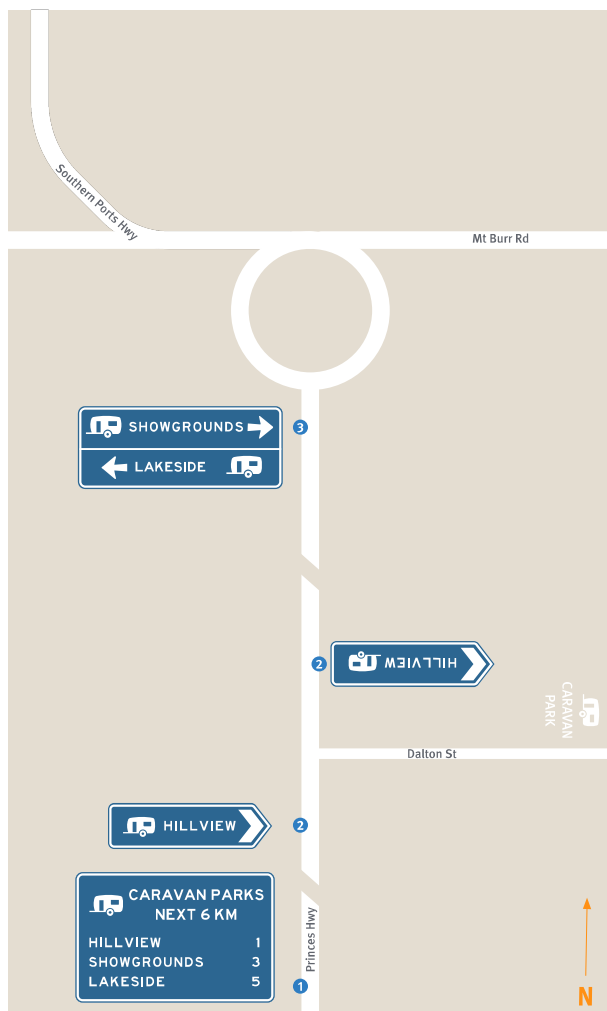 Southern Ports Hwy
Mt Burr Rd
SHOWGROUNDS
3
LAKESIDE
2
HILLVIEW
CARAVAN
PARK
Dalton St
HILLVIEW
2
CARAVAN PARKS
NEXT 6 KM
HILLVIEW 1
SHOWGROUNDS 3
LAKESIDE 5
Princes Hwy
1
N